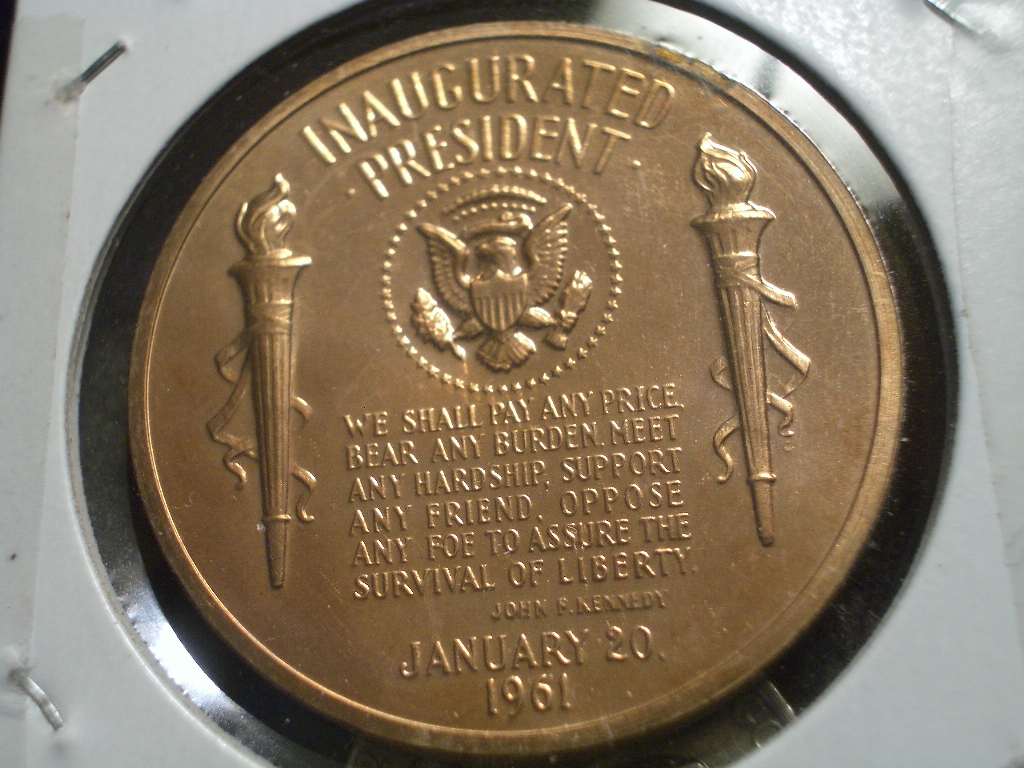 INAUGURATED
· PRESIDENT ·
WE SHALL PAY ANY PRICE,
BEAR ANY BURDEN, MEET
ANY HARDSHIP, SUPPORT
ANY FRIEND, OPPOSE
ANY FOE TO ASSURE THE
SURVIVAL OF LIBERTY.
JOHN F. KENNEDY
JANUARY 20,
1961